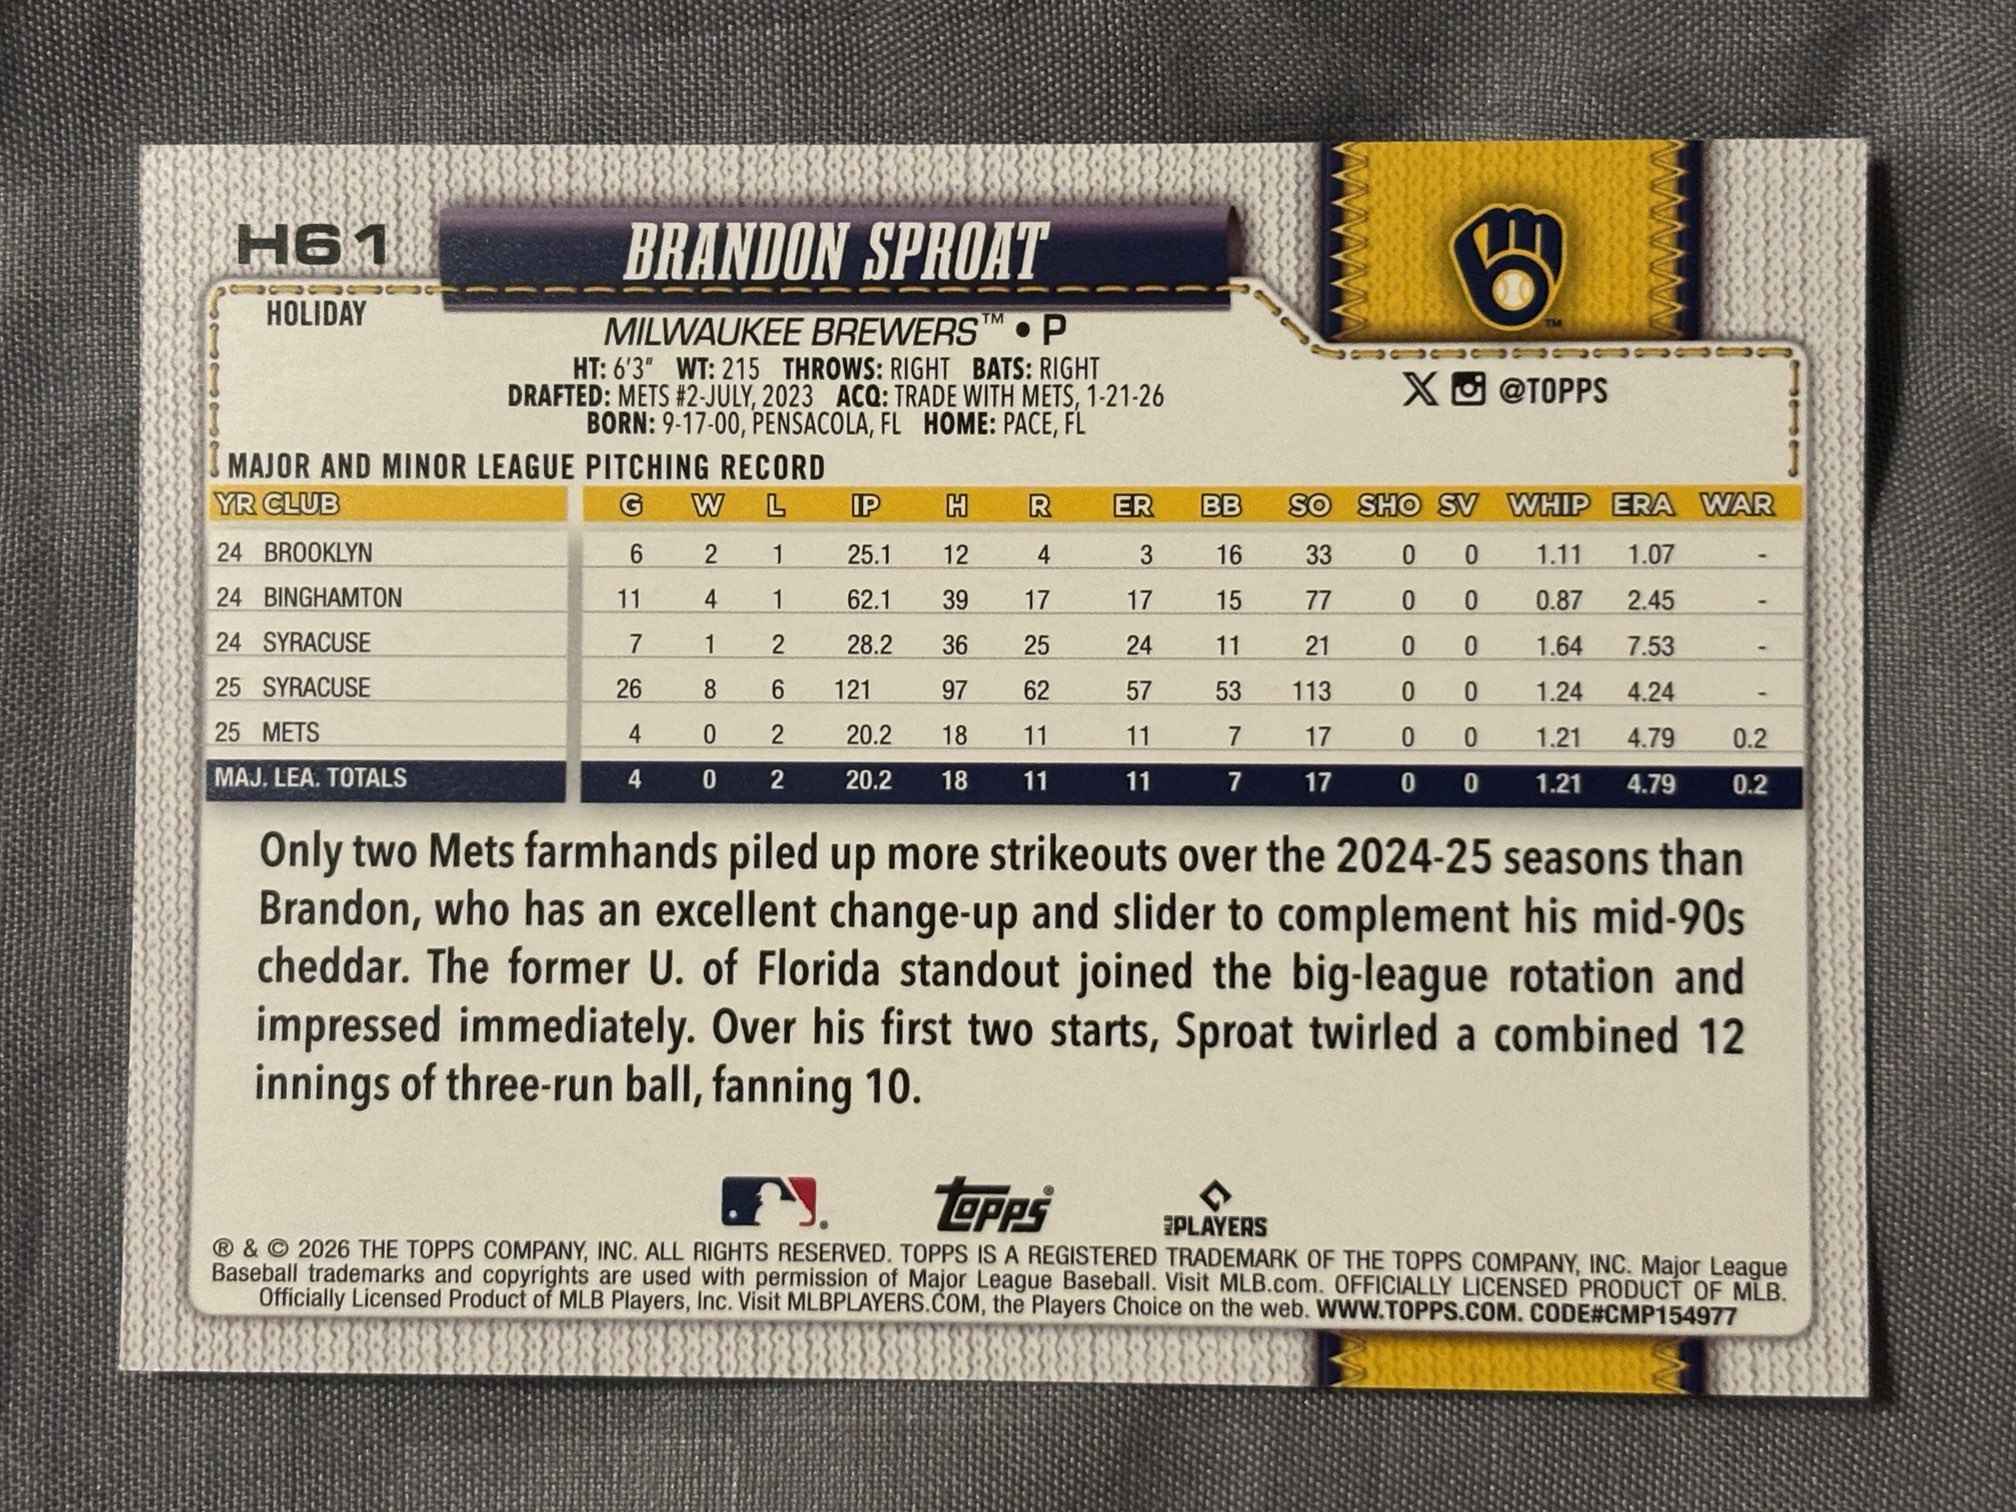 H61
BRANDON SPROAT
HOLIDAY
MILWAUKEE BREWERS™ • P
HT: 6'3" WT: 215 THROWS: RIGHT BATS: RIGHT
DRAFTED: METS #2-JULY, 2023 ACQ: TRADE WITH METS, 1-21-26
BORN: 9-17-00, PENSACOLA, FL HOME: PACE, FL
@TOPPS
MAJOR AND MINOR LEAGUE PITCHING RECORD
YR CLUB G W L IP H R ER BB SO SHO SV WHIP ERA WAR
24 BROOKLYN 6 2 1 25.1 12 4 3 16 33 0 0 1.11 1.07 -
24 BINGHAMTON 11 4 1 62.1 39 17 17 15 77 0 0 0.87 2.45 -
24 SYRACUSE 7 1 2 28.2 36 25 24 11 21 0 0 1.64 7.53 -
25 SYRACUSE 26 8 6 121 97 62 57 53 113 0 0 1.24 4.24 -
25 METS 4 0 2 20.2 18 11 11 7 17 0 0 1.21 4.79 0.2
MAJ. LEA. TOTALS 4 0 2 20.2 18 11 11 7 17 0 0 1.21 4.79 0.2
Only two Mets farmhands piled up more strikeouts over the 2024-25 seasons than
Brandon, who has an excellent change-up and slider to complement his mid-90s
cheddar. The former U. of Florida standout joined the big-league rotation and
impressed immediately. Over his first two starts, Sproat twirled a combined 12
innings of three-run ball, fanning 10.
Topps®
MLB PLAYERS
® & © 2026 THE TOPPS COMPANY, INC. ALL RIGHTS RESERVED. TOPPS IS A REGISTERED TRADEMARK OF THE TOPPS COMPANY, INC. Major League
Baseball trademarks and copyrights are used with permission of Major League Baseball. Visit MLB.com. OFFICIALLY LICENSED PRODUCT OF MLB.
Officially Licensed Product of MLB Players, Inc. Visit MLBPLAYERS.COM, the Players Choice on the web. WWW.TOPPS.COM. CODE#CMP154977